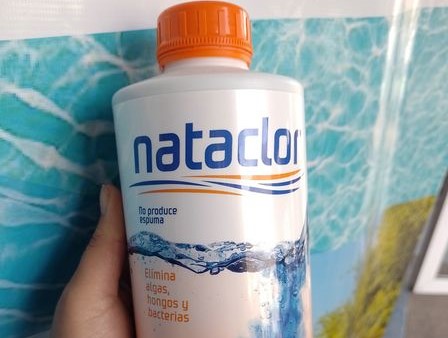 nataclor
No produce
espuma
Elimina
algas,
hongos y
bacterias